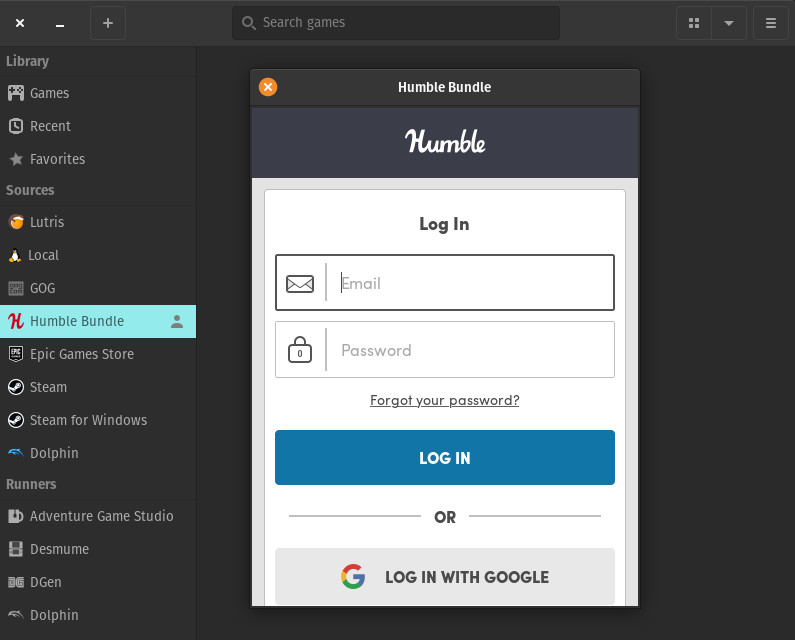 Search games
Library
Games
Recent
Favorites
Sources
Lutris
Local
GOG
Humble Bundle
Epic Games Store
Steam
Steam for Windows
Dolphin
Runners
Adventure Game Studio
Desmume
DGen
Dolphin
Humble Bundle
Humble
Log In
Email
0
Password
Forgot your password?
LOG IN
OR
LOG IN WITH GOOGLE